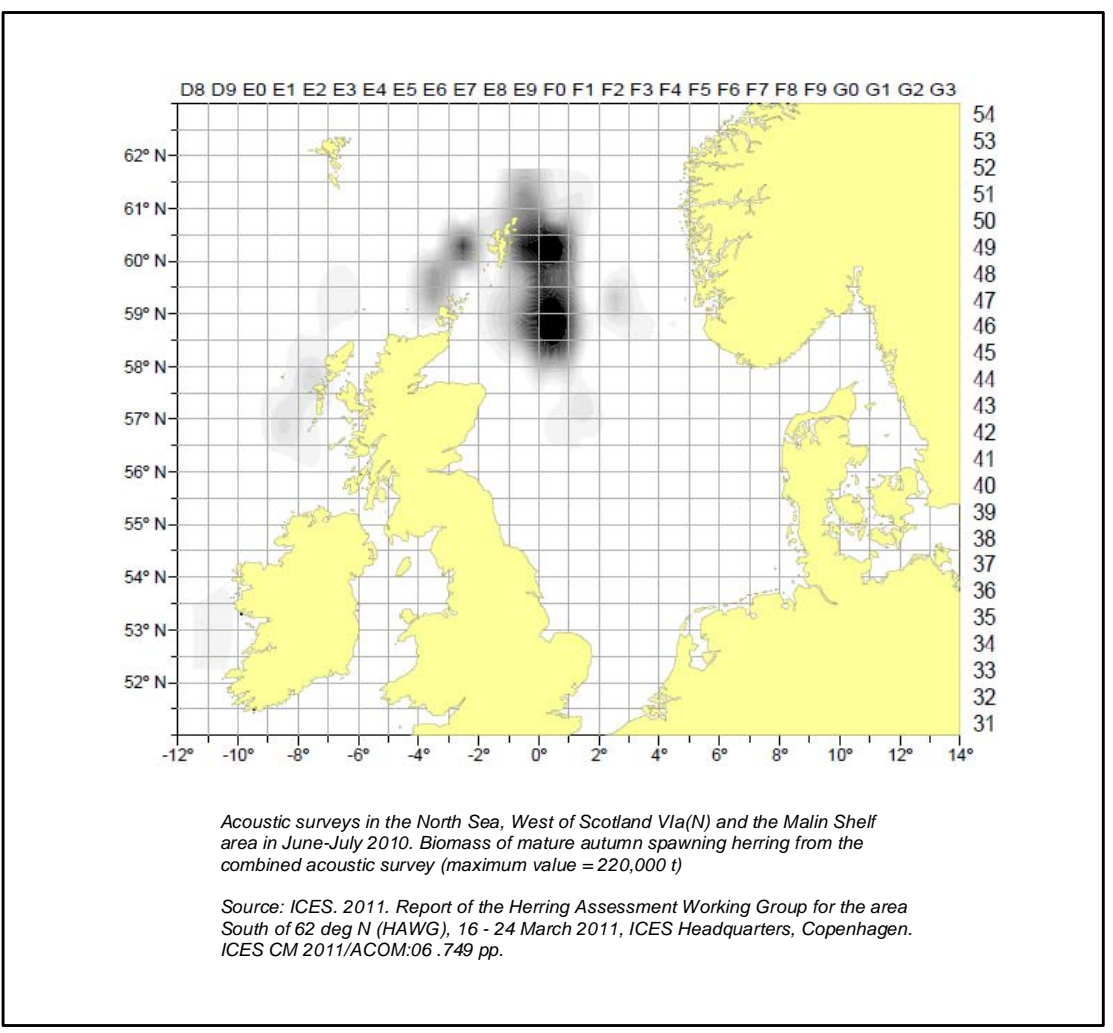 D8 D9 E0 E1 E2 E3 E4 E5 E6 E7 E8 E9 F0 F1 F2 F3 F4 F5 F6 F7 F8 F9 G0 G1 G2 G3
54
53
62° N
52
61° N
51
50
60° N
49
48
59° N
47
46
58° N
45
44
57° N
43
42
56° N
41
40
55° N
39
38
54° N
37
36
53° N
35
34
52° N
33
32
31
-12° -10° -8° -6° -4° -2° 0° 2° 4° 6° 8° 10° 12° 14°
Acoustic surveys in the North Sea, West of Scotland VIa(N) and the Malin Shelf
area in June-July 2010. Biomass of mature autumn spawning herring from the
combined acoustic survey (maximum value = 220,000 t)
Source: ICES. 2011. Report of the Herring Assessment Working Group for the area
South of 62 deg N (HAWG), 16 - 24 March 2011, ICES Headquarters, Copenhagen.
ICES CM 2011/ACOM:06 .749 pp.